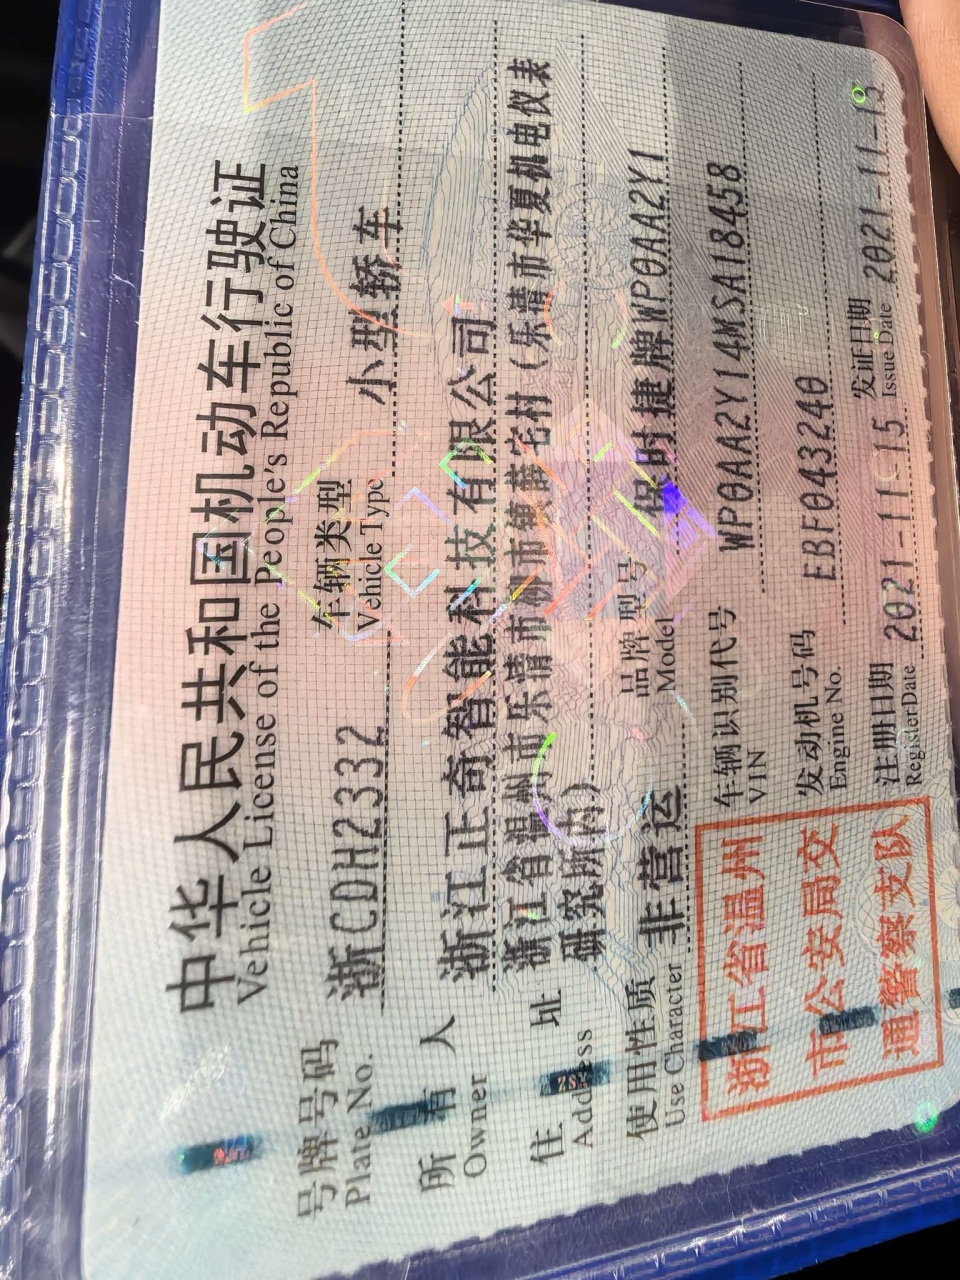 中华人民共和国机动车行驶证
Vehicle License of the People's Republic of China
号牌号码 浙CDH2332 车辆类型 小型轿车
Plate No. Vehicle Type
所有人 浙江正奇智能科技有限公司
Owner
住址 浙江省温州市乐清市柳市镇薛宅村(乐清市华夏机电仪表
Address 研究所内)
使用性质 非营运 品牌型号 保时捷牌WP0AA2Y1
Use Character Model
浙江省温州
市公安局交
通警察支队
车辆识别代号 WP0AA2Y14MSA18458
VIN
发动机号码 EBF043240
Engine No.
注册日期 2021-11-15 发证日期 2021-11-15
Register Date Issue Date